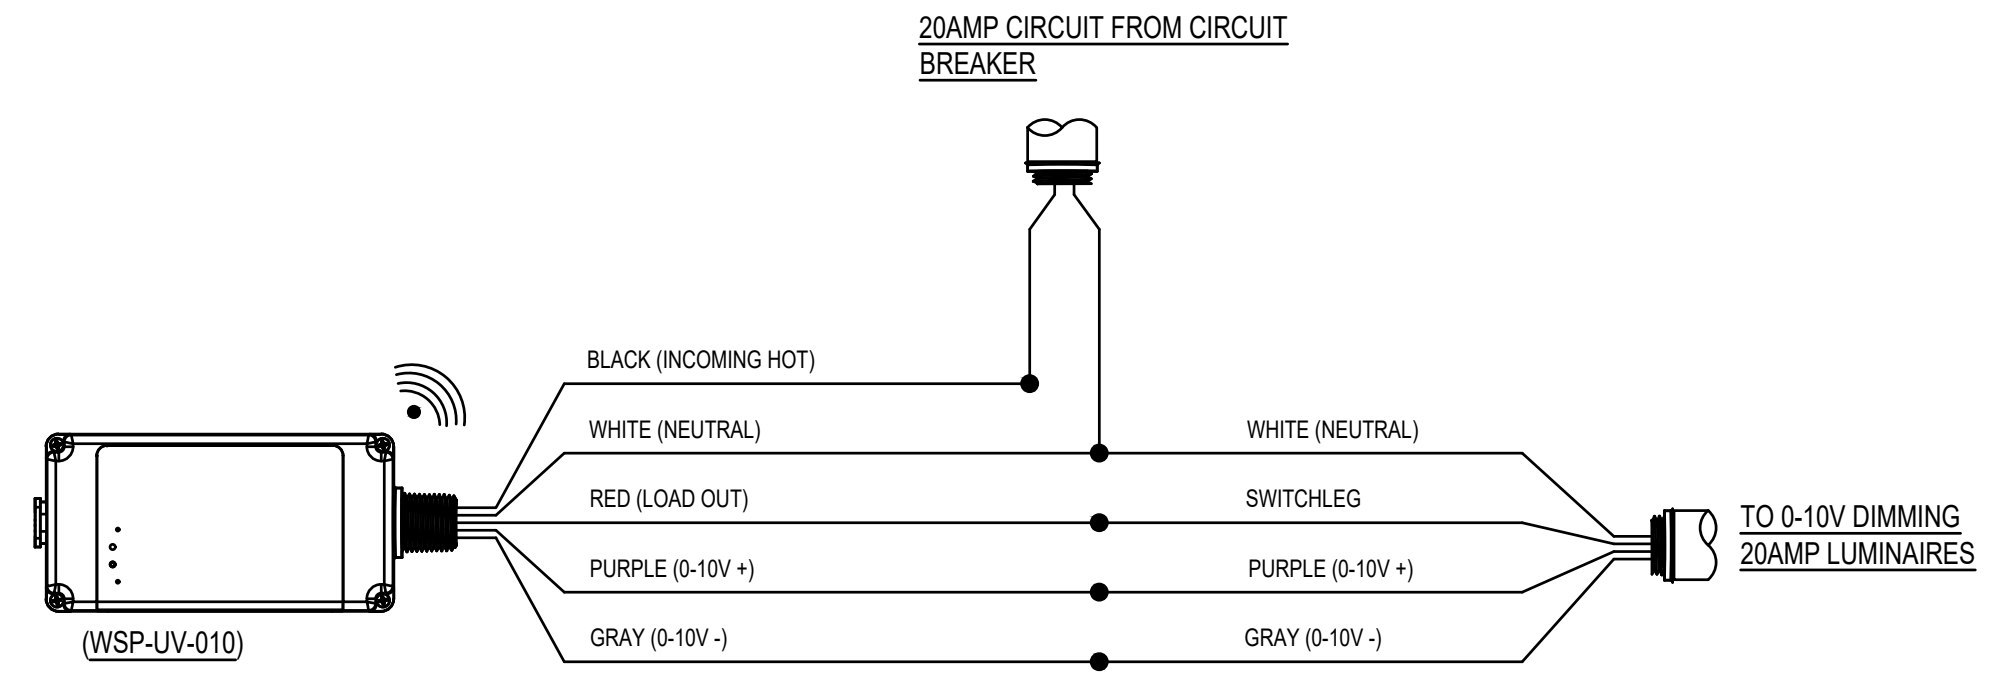 20AMP CIRCUIT FROM CIRCUIT
BREAKER
BLACK (INCOMING HOT)
WHITE (NEUTRAL)
WHITE (NEUTRAL)
RED (LOAD OUT)
SWITCHLEG
TO 0-10V DIMMING
20AMP LUMINAIRES
PURPLE (0-10V +)
PURPLE (0-10V +)
GRAY (0-10V -)
GRAY (0-10V -)
(WSP-UV-010)